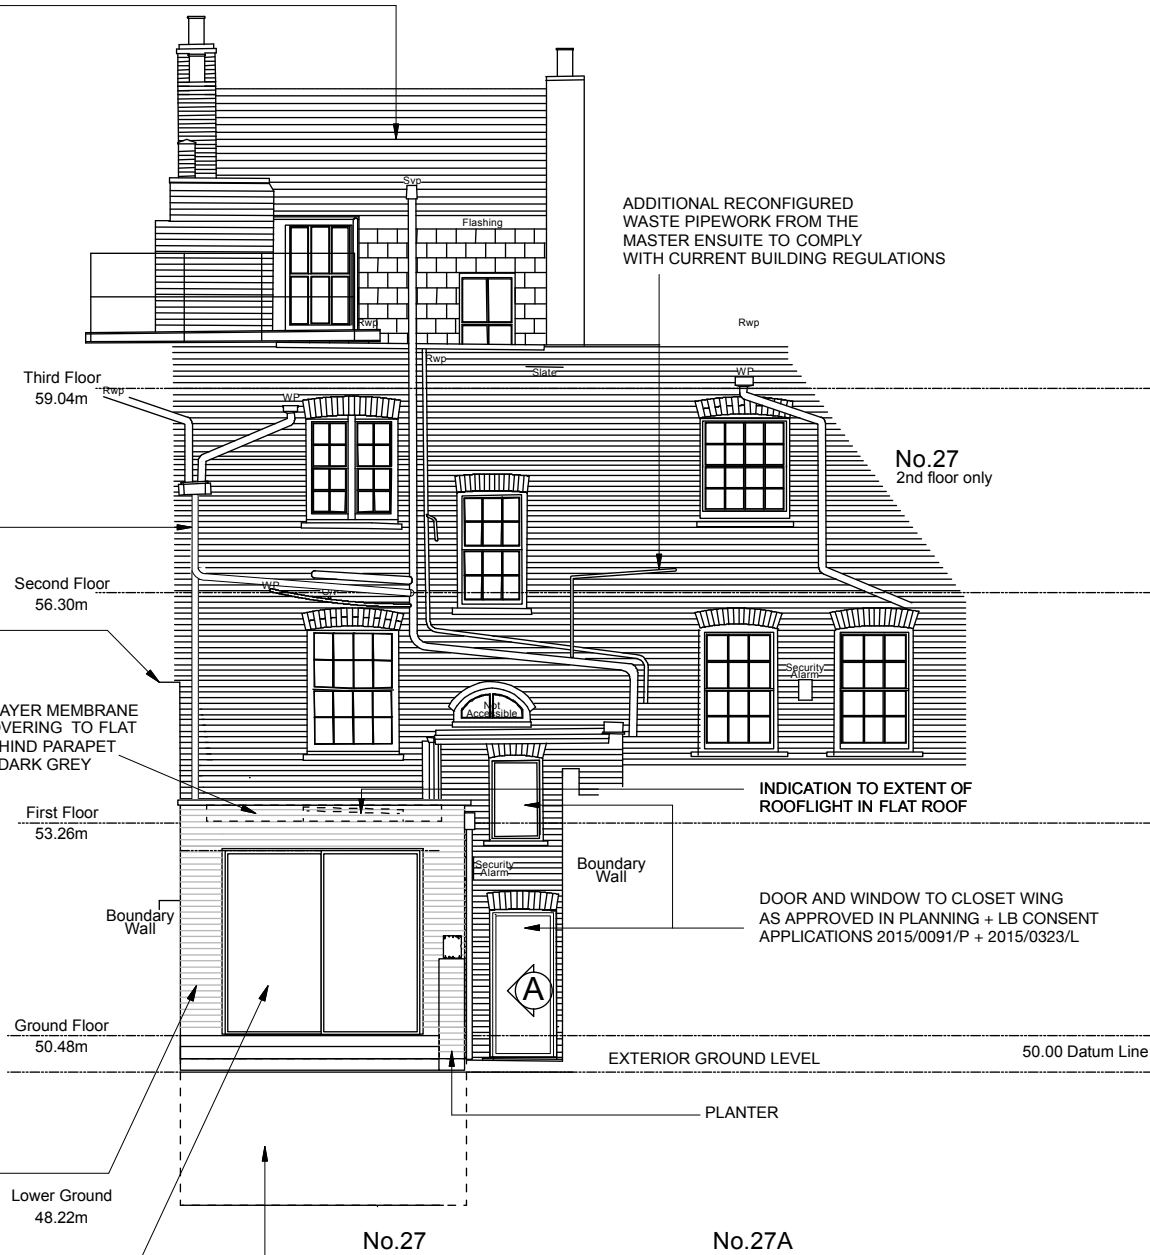 Svp
Flashing
ADDITIONAL RECONFIGURED
WASTE PIPEWORK FROM THE
MASTER ENSUITE TO COMPLY
WITH CURRENT BUILDING REGULATIONS
Rwp
Rwp
Rwp
Slate
Third Floor
59.04m
Rwp
WP
WP
No.27
2nd floor only
Second Floor
56.30m
WP
Security
Alarm
Not
Accessible
AYER MEMBRANE
OVERING TO FLAT
HIND PARAPET
DARK GREY
INDICATION TO EXTENT OF
ROOFLIGHT IN FLAT ROOF
First Floor
53.26m
Security
Alarm
Boundary
Wall
Boundary
Wall
DOOR AND WINDOW TO CLOSET WING
AS APPROVED IN PLANNING + LB CONSENT
APPLICATIONS 2015/0091/P + 2015/0323/L
A
Ground Floor
50.48m
EXTERIOR GROUND LEVEL
50.00 Datum Line
PLANTER
Lower Ground
48.22m
No.27
No.27A